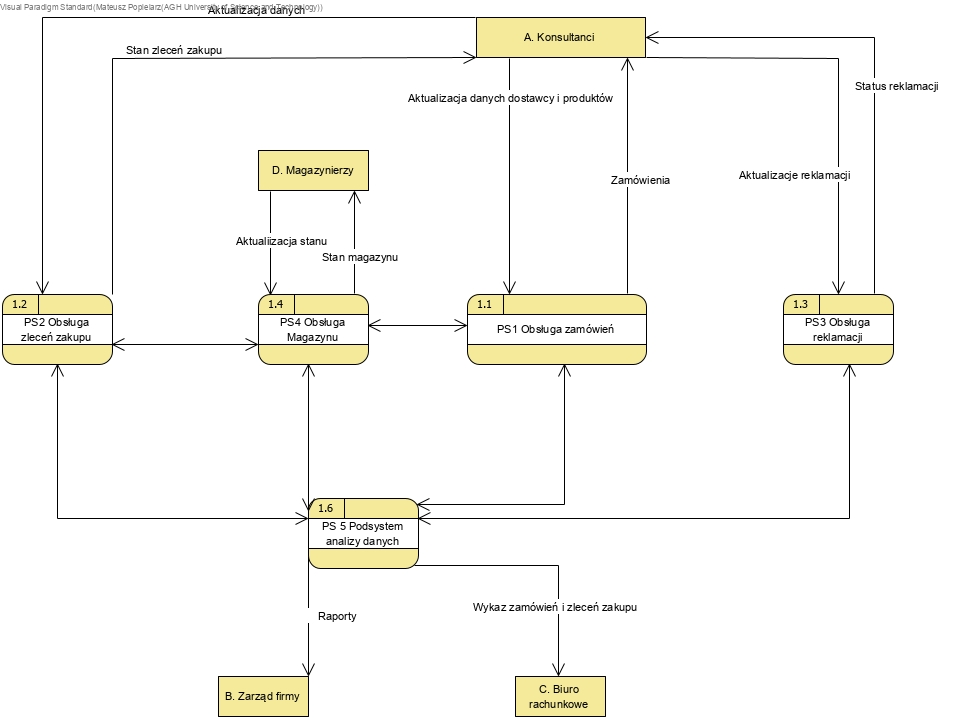 Visual Paradigm Standard(Mateusz Popielarz(AGH University of Science and Technology))
Aktualizacja danych
A. Konsultanci
Stan zleceń zakupu
Status reklamacji
Aktualizacja danych dostawcy i produktów
D. Magazynierzy
Aktualizacje reklamacji
Zamówienia
Aktualiizacja stanu
Stan magazynu
1.2
PS2 Obsługa
zleceń zakupu
1.4
PS4 Obsługa
Magazynu
1.1
PS1 Obsługa zamówień
1.3
PS3 Obsługa
reklamacji
1.6
PS 5 Podsystem
analizy danych
Raporty
Wykaz zamówień i zleceń zakupu
B. Zarząd firmy
C. Biuro
rachunkowe